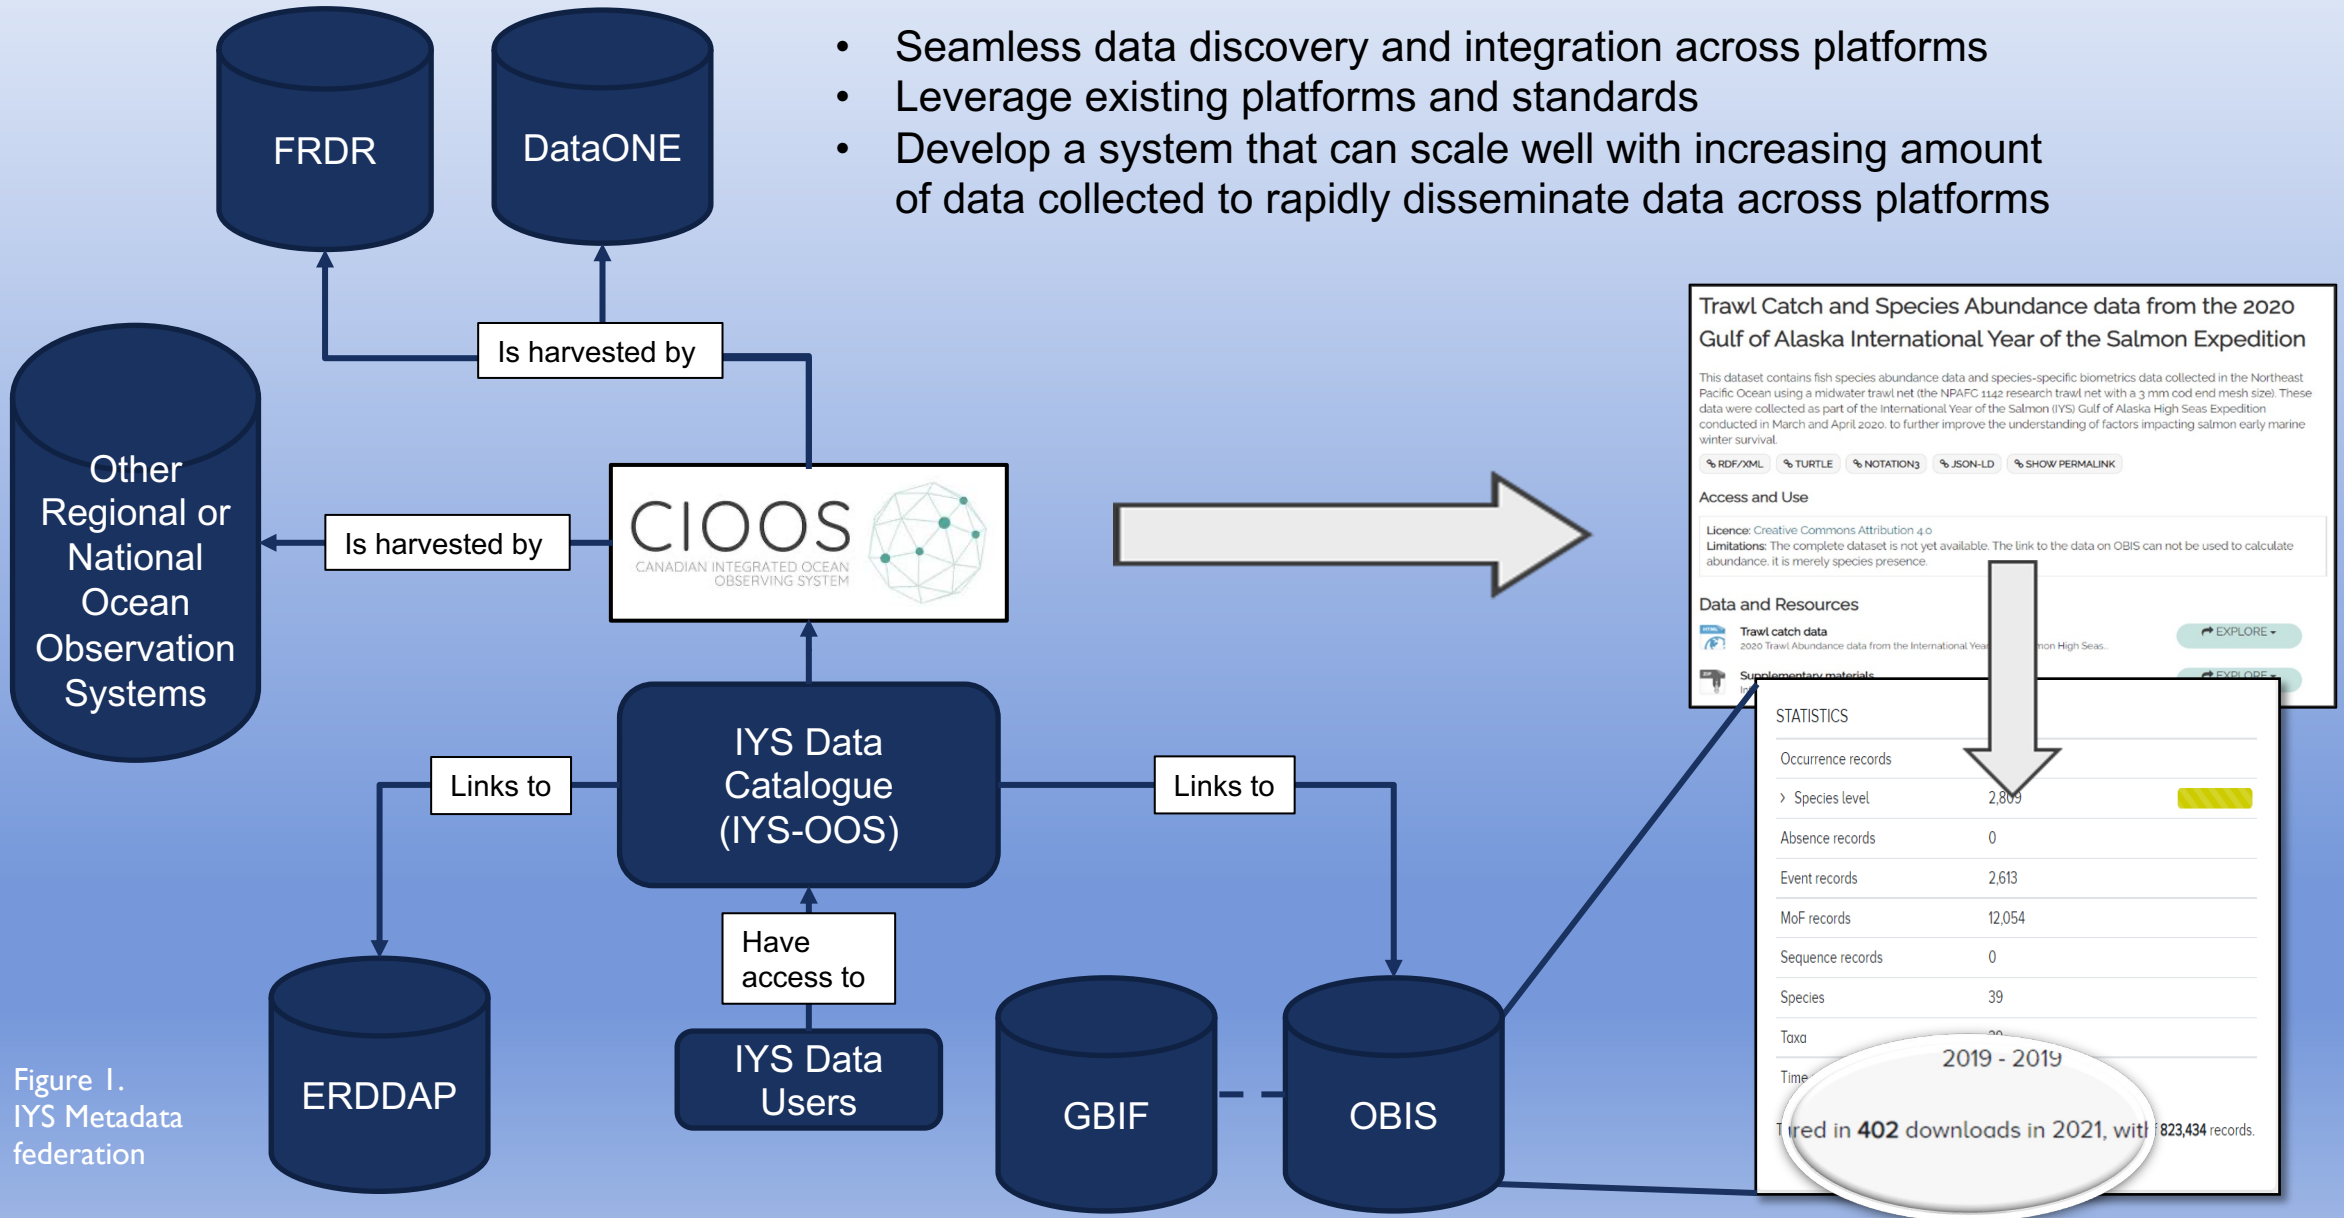 • Seamless data discovery and integration across platforms
• Leverage existing platforms and standards
• Develop a system that can scale well with increasing amount
of data collected to rapidly disseminate data across platforms
FRDR
DataONE
Is harvested by
Other
Regional or
National
Ocean
Observation
Systems
Is harvested by
CIOOS
CANADIAN INTEGRATED OCEAN
OBSERVING SYSTEM
IYS Data
Catalogue
(IYS-OOS)
Links to
Links to
Have
access to
IYS Data
Users
ERDDAP
GBIF
OBIS
Figure 1.
IYS Metadata
federation
Trawl Catch and Species Abundance data from the 2020
Gulf of Alaska International Year of the Salmon Expedition
This dataset contains fish species abundance data and species-specific biometrics data collected in the Northeast
Pacific Ocean using a midwater trawl net (the NPAFC 1142 research trawl net with a 3 mm cod end mesh size). These
data were collected as part of the International Year of the Salmon (IYS) Gulf of Alaska High Seas Expedition
conducted in March and April 2020. to further improve the understanding of factors impacting salmon early marine
winter survival.
RDF/XML TURTLE NOTATION3 JSON-LD SHOW PERMALINK
Access and Use
Licence: Creative Commons Attribution 4.0
Limitations: The complete dataset is not yet available. The link to the data on OBIS can not be used to calculate
abundance. it is merely species presence.
Data and Resources
Trawl catch data
EXPLORE
2020 Trawl Abundance data from the International Year High Seas...
Supplementary materials
EXPLORE
STATISTICS
Occurrence records
Species level 2,809
Absence records 0
Event records 2,613
MoF records 12,054
Sequence records 0
Species 39
Taxa
Time
2019 - 2019
402 downloads in 2021, with 823,434 records.